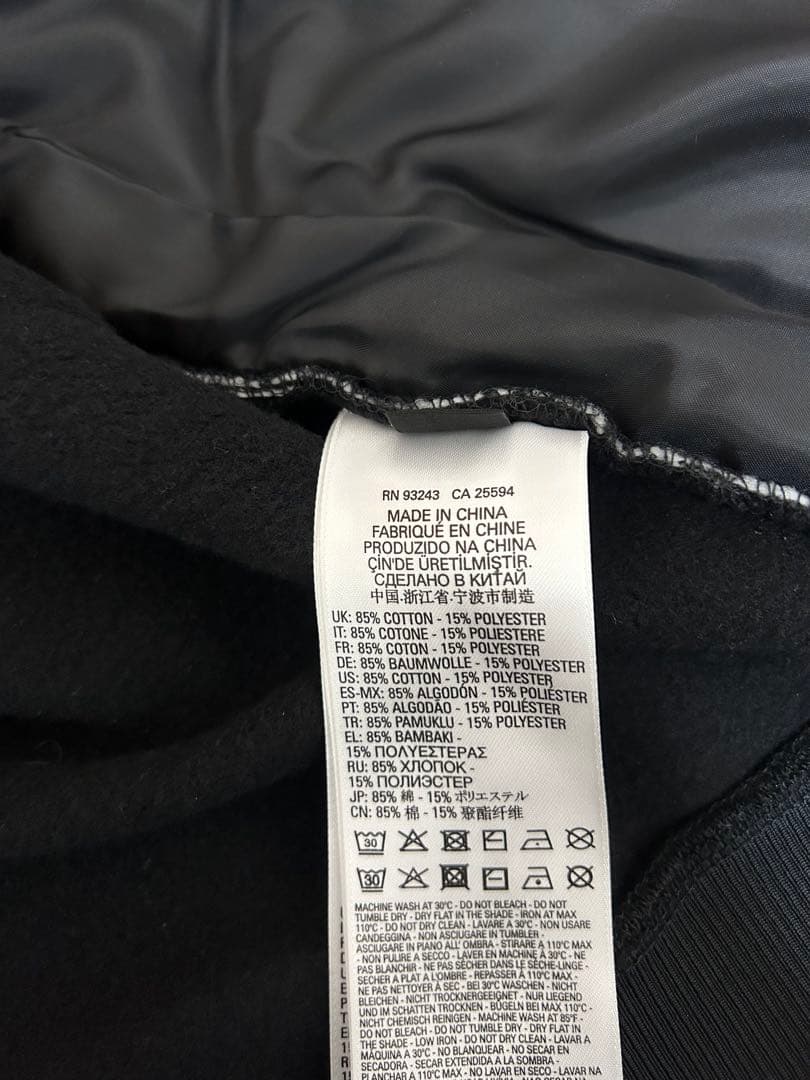 RN 93243 CA 25594
MADE IN CHINA
FABRIQUÉ EN CHINE
PRODUZIDO NA CHINA
ÇİN'DE ÜRETİLMİŞTİR.
СДЕЛАНО В КИТАЙ
中国.浙江省.宁波市制造
UK: 85% COTTON - 15% POLYESTER
IT: 85% COTONE - 15% POLIESTERE
FR: 85% COTON - 15% POLYESTER
DE: 85% BAUMWOLLE - 15% POLYESTER
US: 85% COTTON - 15% POLYESTER
ES-MX: 85% ALGODÓN - 15% POLIÉSTER
PT: 85% ALGODÃO - 15% POLIÉSTER
TR: 85% PAMUKLU - 15% POLYESTER
EL: 85% ΒΑΜΒΑΚΙ -
15% ΠΟΛΥΕΣΤΕΡΑΣ
RU: 85% ХЛОПОК -
15% ПОЛИЭСТЕР
JP: 85% 綿 - 15% ポリエステル
CN: 85% 棉 - 15% 聚酯纤维
30
30
MACHINE WASH AT 30°C - DO NOT BLEACH - DO NOT
TUMBLE DRY - DRY FLAT IN THE SHADE - IRON AT MAX
110°C - DO NOT DRY CLEAN - LAVARE A 30°C - NON USARE
CANDEGGINA - NON ASCIUGARE IN TUMBLER -
ASCIUGARE IN PIANO ALL' OMBRA - STIRARE A 110°C MAX
- NON PULIRE A SECCO - LAVER EN MACHINE À 30°C - NE
PAS BLANCHIR - NE PAS SÉCHER DANS LE SÈCHE-LINGE -
SÉCHER A PLAT A L'OMBRE - REPASSER À 110°C MAX -
NE PAS NETTOYER À SEC - BEI 30°C WASCHEN - NICHT
BLEICHEN - NICHT TROCKNERGEEIGNET - NUR LIEGEND
UND IM SCHATTEN TROCKNEN - BÜGELN BEI MAX 110°C -
NICHT CHEMISCH REINIGEN - MACHINE WASH AT 85°F -
DO NOT BLEACH - DO NOT TUMBLE DRY - DRY FLAT IN
THE SHADE - LOW IRON - DO NOT DRY CLEAN - LAVAR A
MÁQUINA A 30°C - NO BLANQUEAR - NO SECAR EN
SECADORA - SECAR EXTENDIDA A LA SOMBRA -
PLANCHAR A 110°C MAX - NO LAVAR EN SECO - LAVAR NA